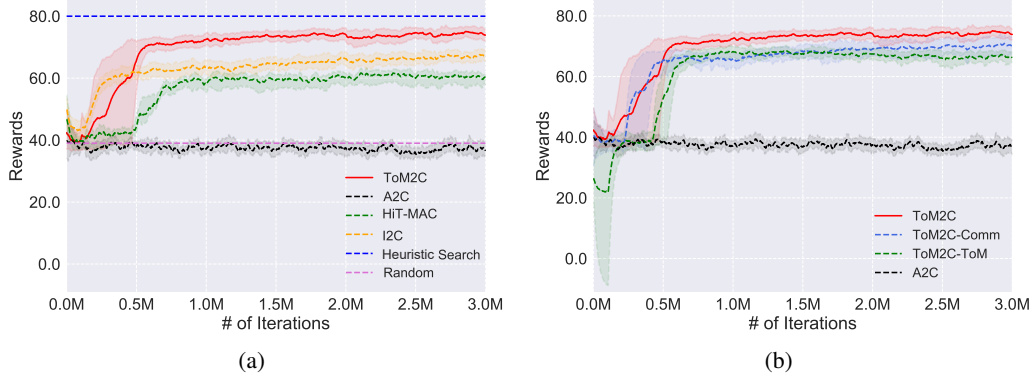 80.0
60.0
40.0
20.0
0.0
Rewards
0.0M 0.5M 1.0M 1.5M 2.0M 2.5M 3.0M
# of Iterations
ToM2C
A2C
HiT-MAC
I2C
Heuristic Search
Random
(a)
80.0
60.0
40.0
20.0
0.0
Rewards
0.0M 0.5M 1.0M 1.5M 2.0M 2.5M 3.0M
# of Iterations
ToM2C
ToM2C-Comm
ToM2C-ToM
A2C
(b)